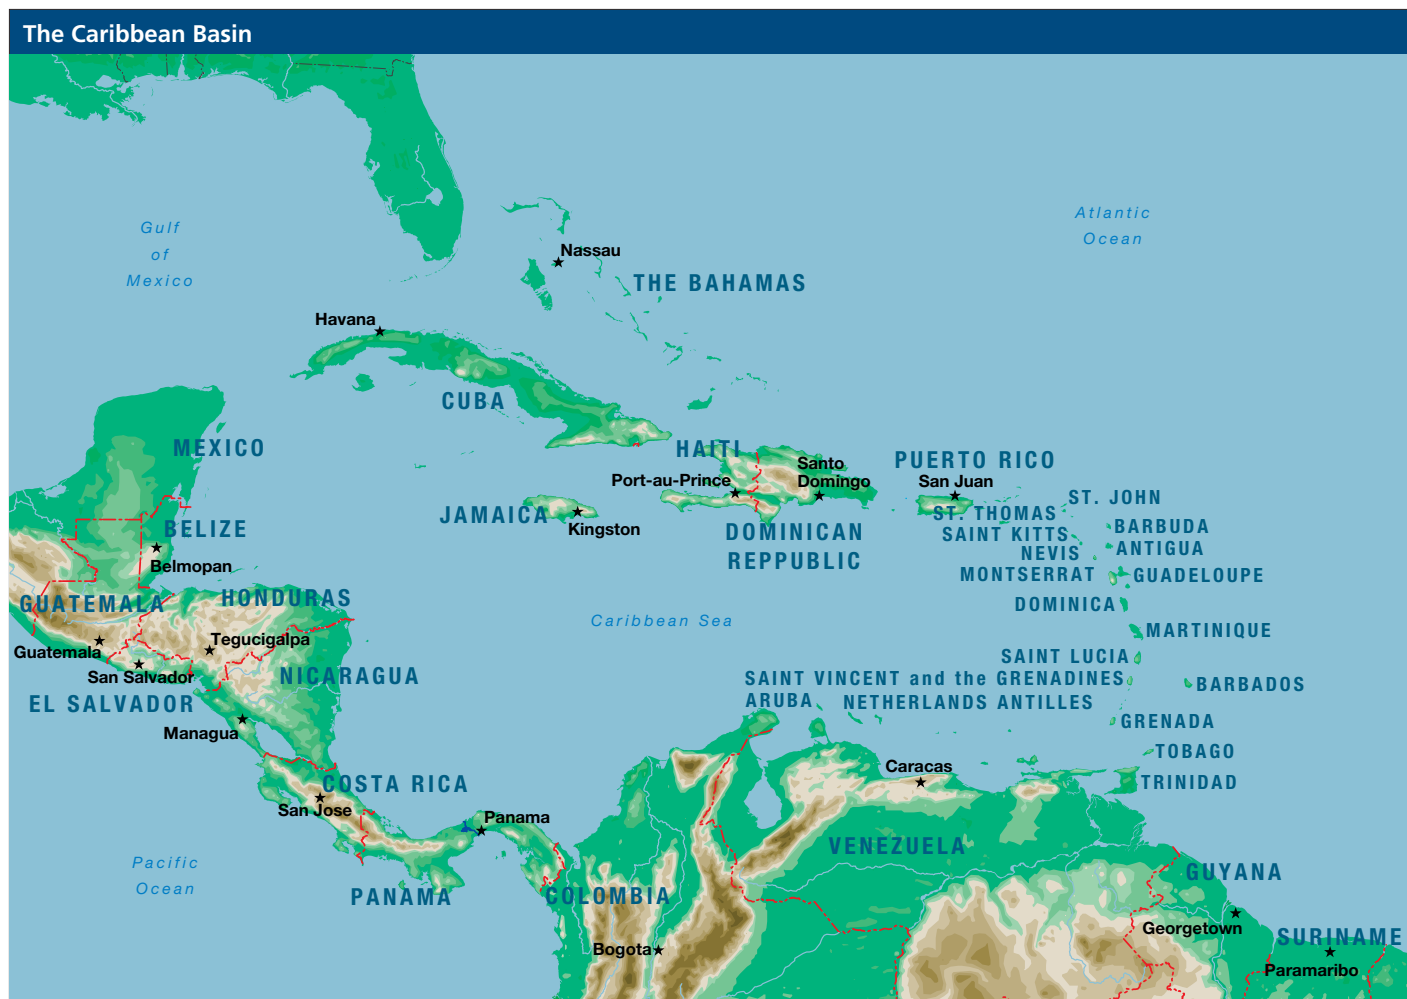 The Caribbean Basin
Gulf
of
Mexico
Atlantic
Ocean
Nassau
THE BAHAMAS
Havana
CUBA
MEXICO
HAITI
Santo
Domingo
Port-au-Prince
PUERTO RICO
San Juan
ST. JOHN
ST. THOMAS
JAMAICA
Kingston
DOMINICAN
REPPUBLIC
BELIZE
Belmopan
SAINT KITTS
BARBUDA
NEVIS
ANTIGUA
MONTSERRAT
GUADELOUPE
GUATEMALA
HONDURAS
DOMINICA
Caribbean Sea
MARTINIQUE
Guatemala
Tegucigalpa
SAINT LUCIA
San Salvador
NICARAGUA
SAINT VINCENT and the GRENADINES
BARBADOS
EL SALVADOR
ARUBA
NETHERLANDS ANTILLES
Managua
GRENADA
TOBAGO
Caracas
TRINIDAD
COSTA RICA
San Jose
Panama
VENEZUELA
Pacific
Ocean
GUYANA
PANAMA
COLOMBIA
Georgetown
SURINAME
Bogota
Paramaribo